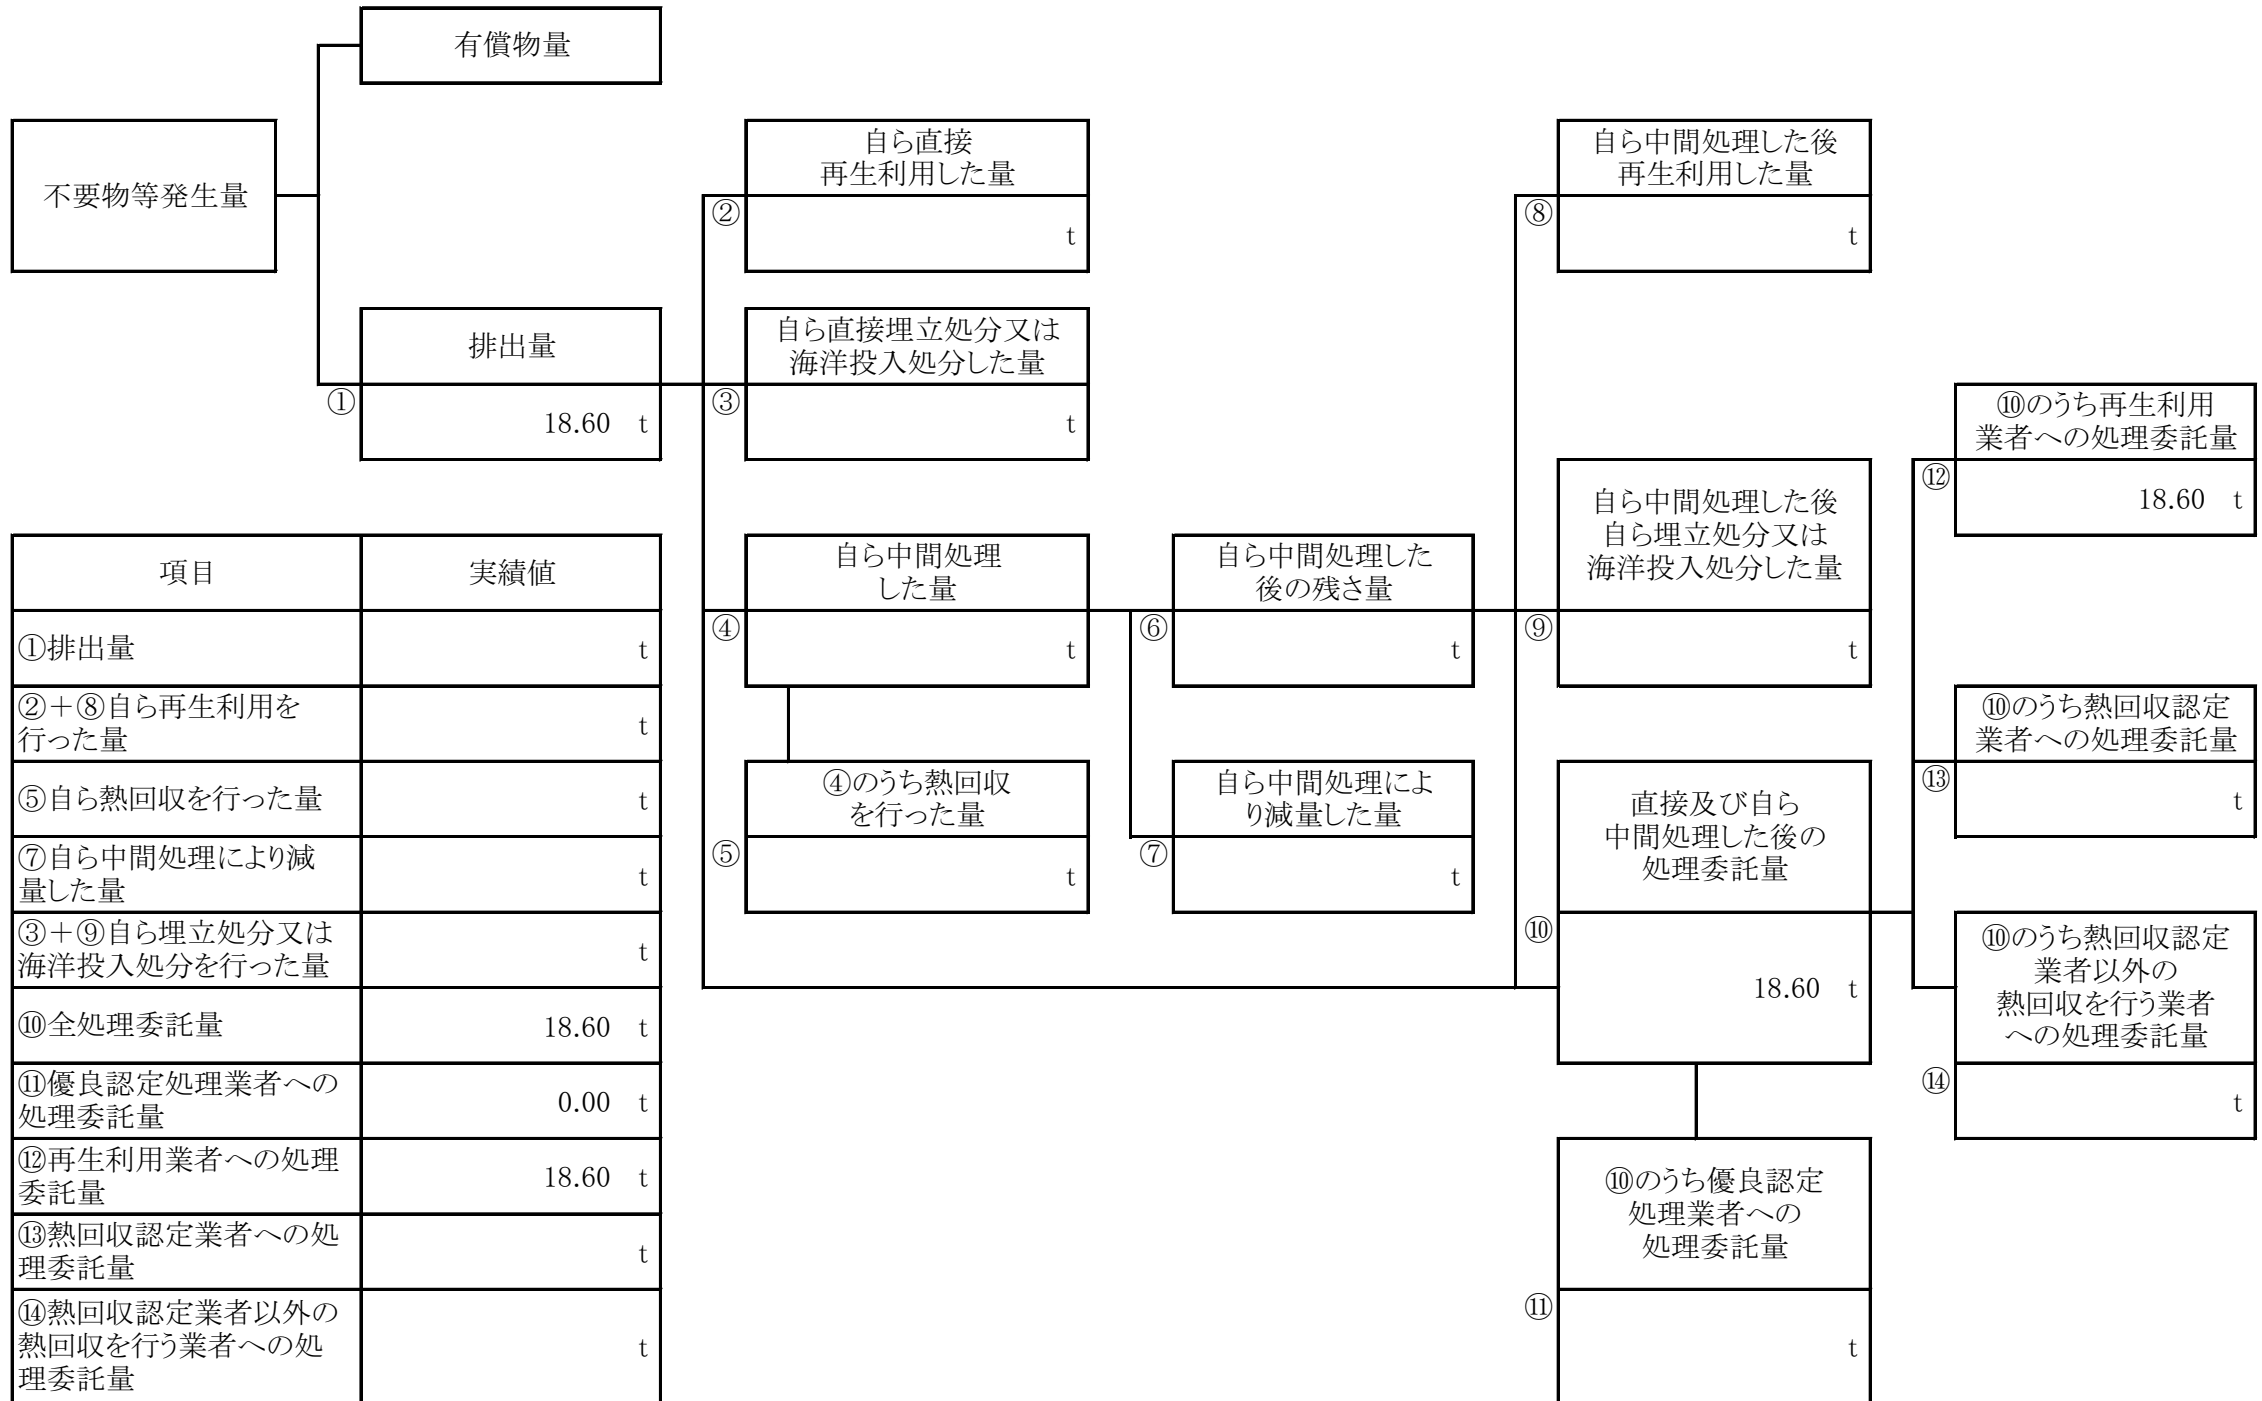 有償物量
不要物等発生量
自ら直接
再生利用した量
②
t
自ら中間処理した後
再生利用した量
⑧
t
排出量
①
18.60 t
自ら直接埋立処分又は
海洋投入処分した量
③
t
⑩のうち再生利用
業者への処理委託量
⑫
18.60 t
自ら中間処理した後
自ら埋立処分又は
海洋投入処分した量
⑨
t
自ら中間処理
した量
④
t
自ら中間処理した
後の残さ量
⑥
t
⑩のうち熱回収認定
業者への処理委託量
⑬
t
④のうち熱回収
を行った量
⑤
t
自ら中間処理によ
り減量した量
⑦
t
直接及び自ら
中間処理した後の
処理委託量
⑩
18.60 t
⑩のうち熱回収認定
業者以外の
熱回収を行う業者
への処理委託量
⑭
t
⑩のうち優良認定
処理業者への
処理委託量
⑪
t
項目 実績値
①排出量 t
②＋⑧自ら再生利用を
行った量 t
⑤自ら熱回収を行った量 t
⑦自ら中間処理により減
量した量 t
③＋⑨自ら埋立処分又は
海洋投入処分を行った量 t
⑩全処理委託量 18.60 t
⑪優良認定処理業者への
処理委託量 0.00 t
⑫再生利用業者への処理
委託量 18.60 t
⑬熱回収認定業者への処
理委託量 t
⑭熱回収認定業者以外の
熱回収を行う業者への処
理委託量 t